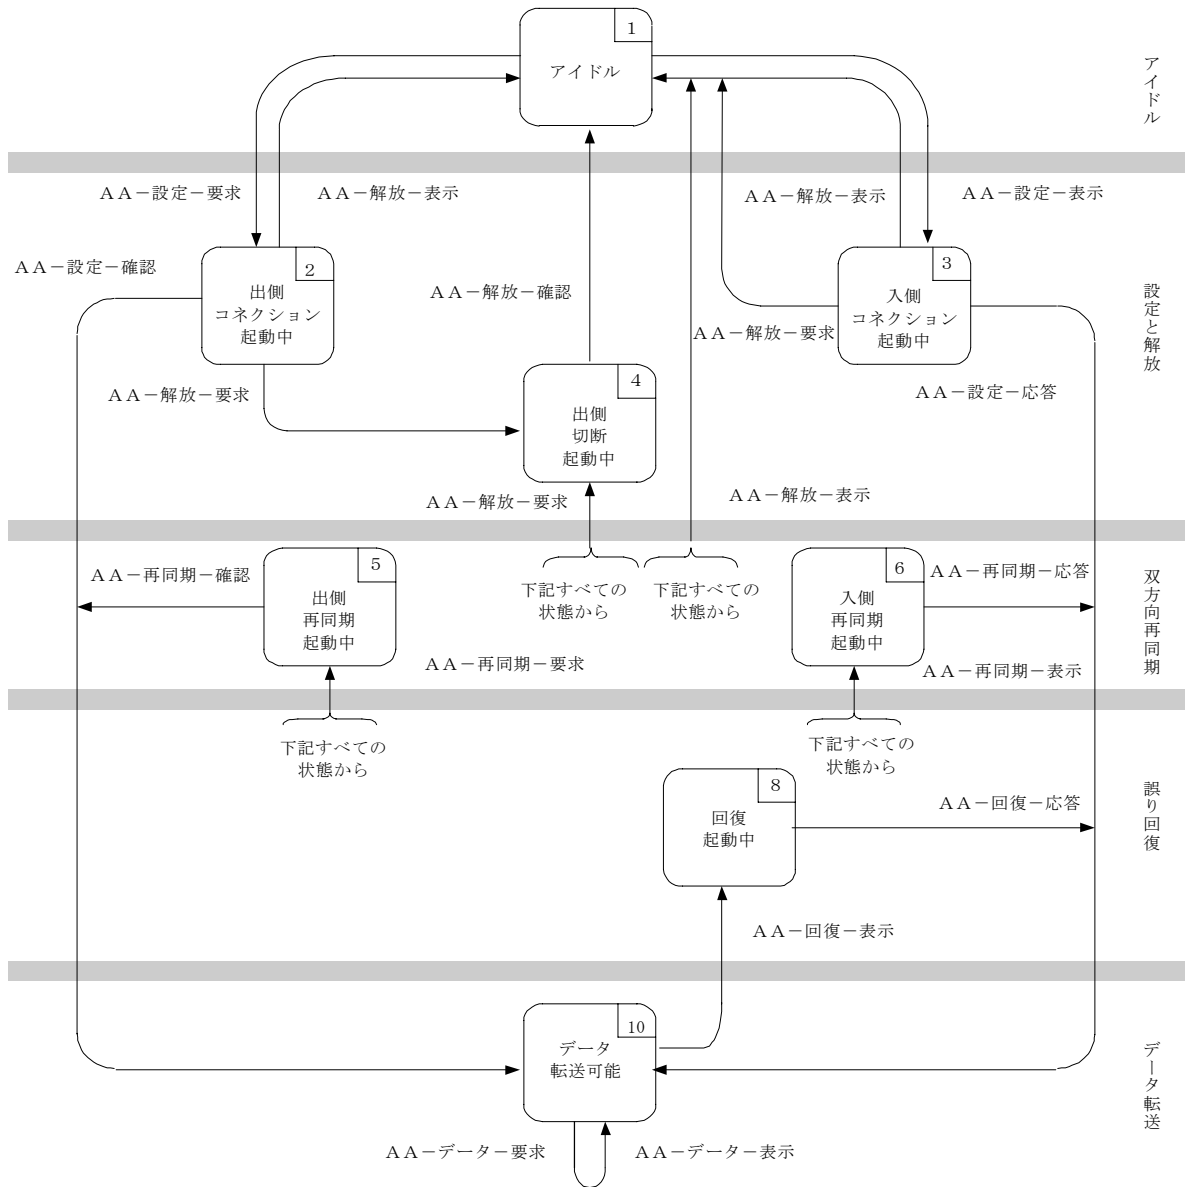 1
アイドル
アイドル
ＡＡ－設定－要求
ＡＡ－解放－表示
ＡＡ－解放－表示
ＡＡ－設定－表示
ＡＡ－設定－確認
2
出側
コネクション
起動中
ＡＡ－解放－確認
3
入側
コネクション
起動中
設定と解放
ＡＡ－解放－要求
ＡＡ－解放－要求
4
出側
切断
起動中
ＡＡ－設定－応答
ＡＡ－解放－要求
ＡＡ－解放－表示
ＡＡ－再同期－確認
5
出側
再同期
起動中
下記すべての
状態から
下記すべての
状態から
6
入側
再同期
起動中
ＡＡ－再同期－応答
双方向再同期
ＡＡ－再同期－要求
ＡＡ－再同期－表示
下記すべての
状態から
下記すべての
状態から
8
回復
起動中
ＡＡ－回復－応答
誤り回復
ＡＡ－回復－表示
10
データ
転送可能
データ転送
ＡＡ－データ－要求
ＡＡ－データ－表示